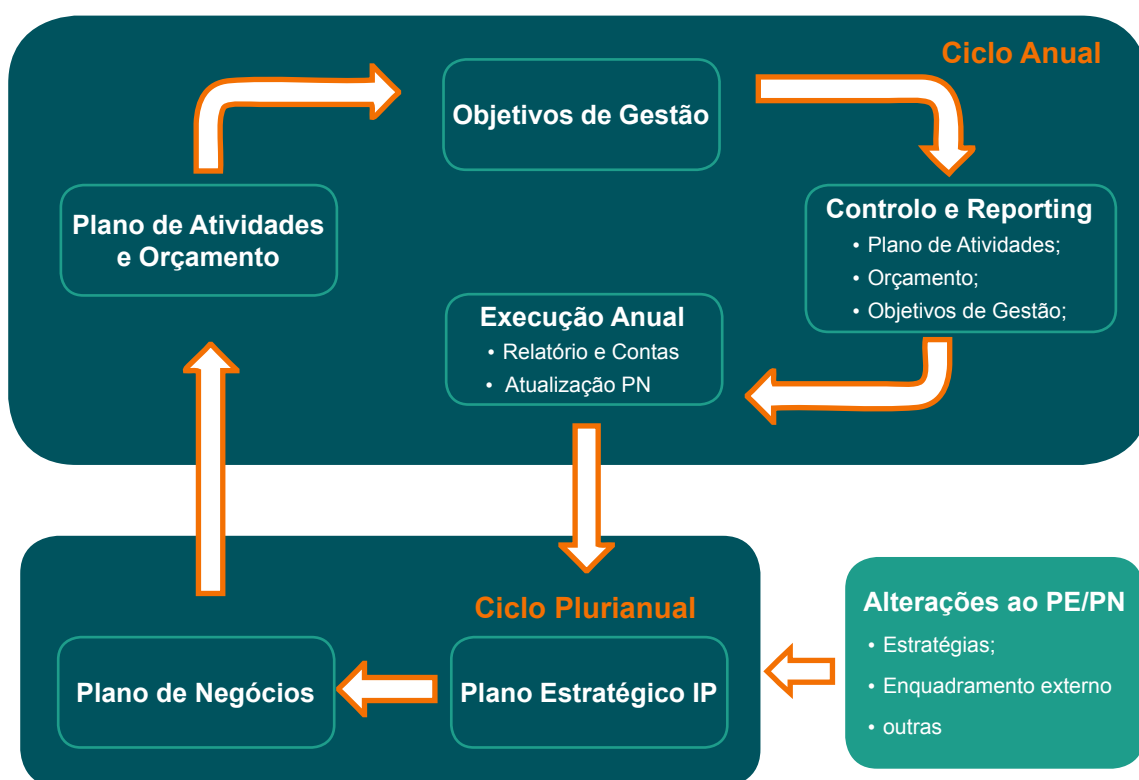 Ciclo Anual
Objetivos de Gestão
Plano de Atividades
e Orçamento
Controlo e Reporting
• Plano de Atividades;
• Orçamento;
• Objetivos de Gestão;
Execução Anual
• Relatório e Contas
• Atualização PN
Ciclo Plurianual
Plano de Negócios
Plano Estratégico IP
Alterações ao PE/PN
• Estratégias;
• Enquadramento externo
• outras